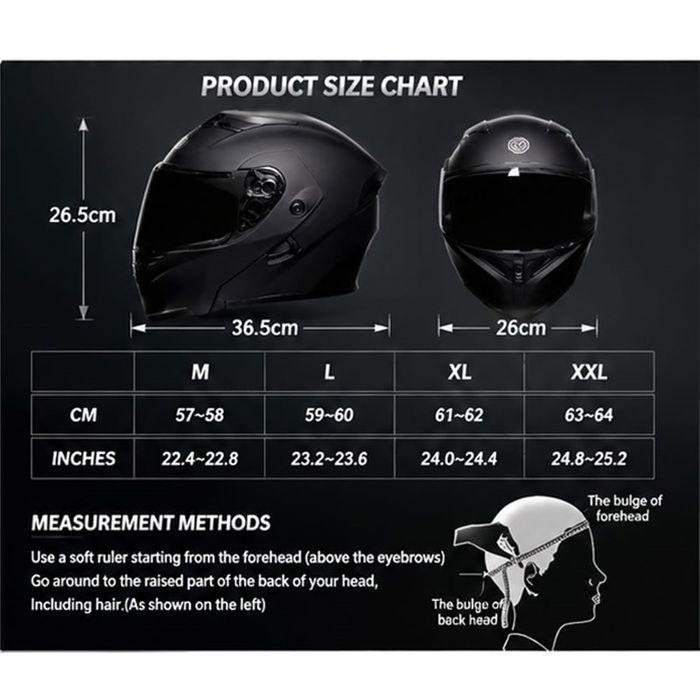 PRODUCT SIZE CHART
26.5cm
36.5cm
26cm
M L XL XXL
CM 57~58 59~60 61~62 63~64
INCHES 22.4~22.8 23.2~23.6 24.0~24.4 24.8~25.2
MEASUREMENT METHODS
Use a soft ruler starting from the forehead (above the eyebrows)
Go around to the raised part of the back of your head,
Including hair.(As shown on the left)
The bulge of
forehead
The bulge of
back head